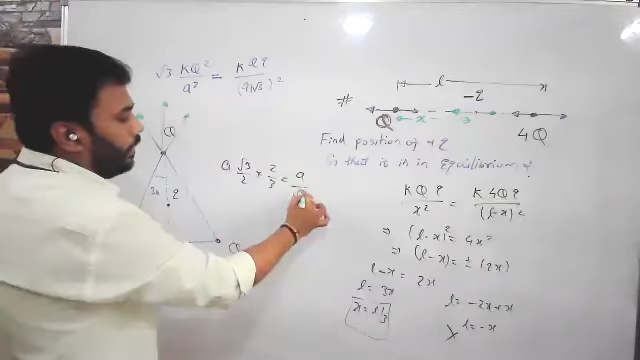 √3 KQ²/a² = KQq/(a/√3)²
Q
30
q
Q
a √3/2 × 2/3 = a/
#
l
-q
Q
x
4Q
Find position of -q
so that it is in Equilibrium of
KQq/x² = K4Qq/(l-x)²
⇒ (l-x)² = 4x²
⇒ (l-x) = ± (2x)
l-x = 2x
l = 3x
x = l/3
l = -2x+x
l = -x